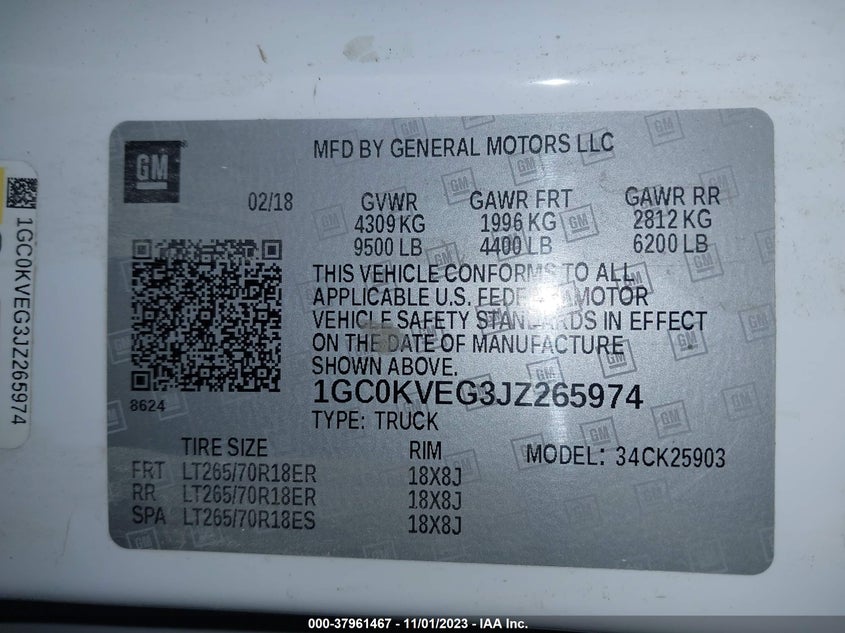 GM
MFD BY GENERAL MOTORS LLC
02/18
GVWR GAWR FRT GAWR RR
4309 KG 1996 KG 2812 KG
9500 LB 4400 LB 6200 LB
THIS VEHICLE CONFORMS TO ALL
APPLICABLE U.S. FEDERAL MOTOR
VEHICLE SAFETY STANDARDS IN EFFECT
ON THE DATE OF MANUFACTURE
SHOWN ABOVE.
8624
1GC0KVEG3JZ265974
TYPE: TRUCK
TIRE SIZE RIM MODEL: 34CK25903
FRT LT265/70R18ER 18X8J
RR LT265/70R18ER 18X8J
SPA LT265/70R18ES 18X8J
1GC0KVEG3JZ265974
000-37961467 - 11/01/2023 - IAA Inc.